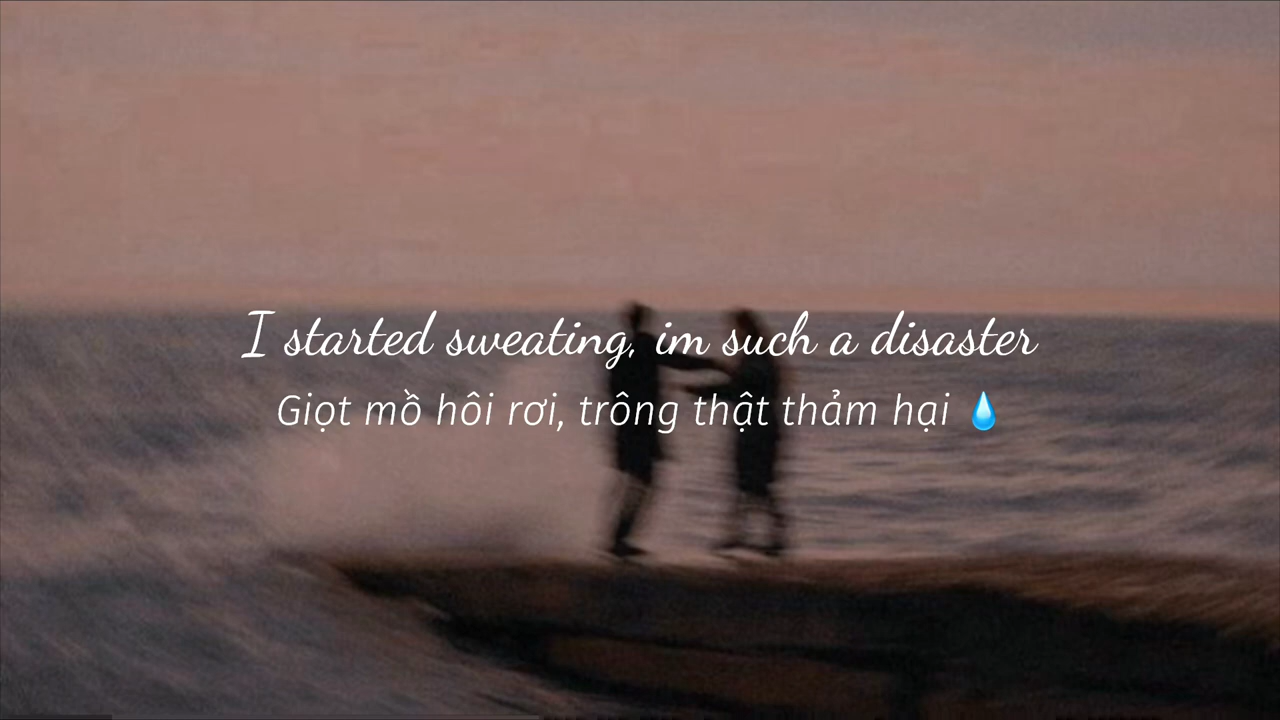 I started sweating, im such a disaster
Giọt mồ hôi rơi, trông thật thảm hại 💧